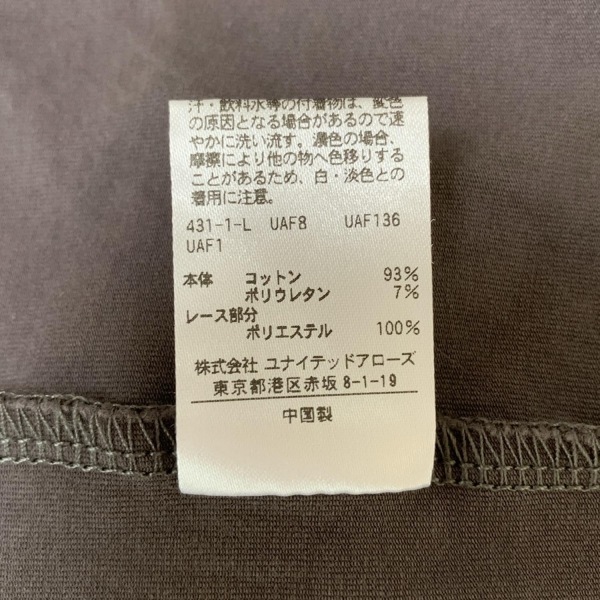 汗・飲料水等の付着物は、変色
の原因となる場合があるので速
やかに洗い流す。濃色の場合、
摩擦により他の物へ色移りする
ことがあるため、白・淡色との
着用に注意。
431-1-L UAF8 UAF136
UAF1
本体 コットン 93%
ポリウレタン 7%
レース部分
ポリエステル 100%
株式会社 ユナイテッドアローズ
東京都港区赤坂 8-1-19
中国製